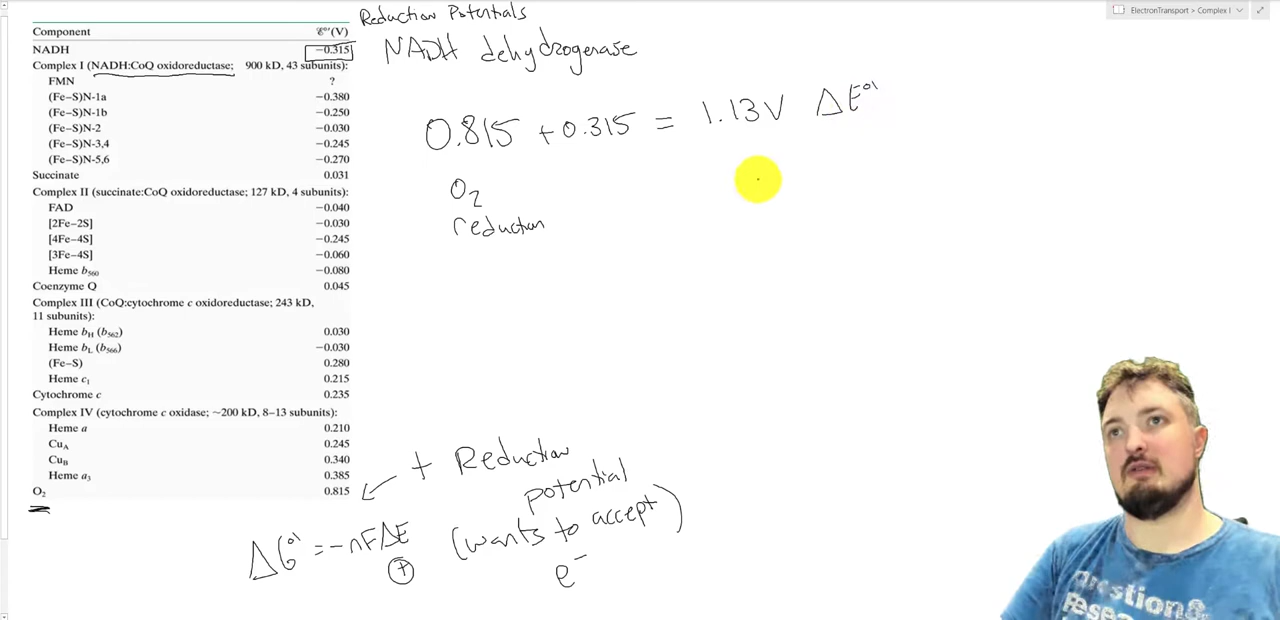 ElectronTransport > Complex I
Reduction Potentials
NADH dehydrogenase
Component ℰ°′(V)
NADH −0.315
Complex I (NADH:CoQ oxidoreductase; 900 kD, 43 subunits):
FMN ?
(Fe–S)N-1a −0.380
(Fe–S)N-1b −0.250
(Fe–S)N-2 −0.030
(Fe–S)N-3,4 −0.245
(Fe–S)N-5,6 −0.270
Succinate 0.031
Complex II (succinate:CoQ oxidoreductase; 127 kD, 4 subunits):
FAD −0.040
[2Fe–2S] −0.030
[4Fe–4S] −0.245
[3Fe–4S] −0.060
Heme b560 −0.080
Coenzyme Q 0.045
Complex III (CoQ:cytochrome c oxidoreductase; 243 kD,
11 subunits):
Heme bH (b562) 0.030
Heme bL (b566) −0.030
(Fe–S) 0.280
Heme c1 0.215
Cytochrome c 0.235
Complex IV (cytochrome c oxidase; ~200 kD, 8–13 subunits):
Heme a 0.210
CuA 0.245
CuB 0.340
Heme a3 0.385
O2 0.815
0.815 + 0.315 = 1.13V ΔE°′
O2
reduction
+ Reduction
potential
(wants to accept)
e−
ΔG°′ = −nFΔE
+
Question&